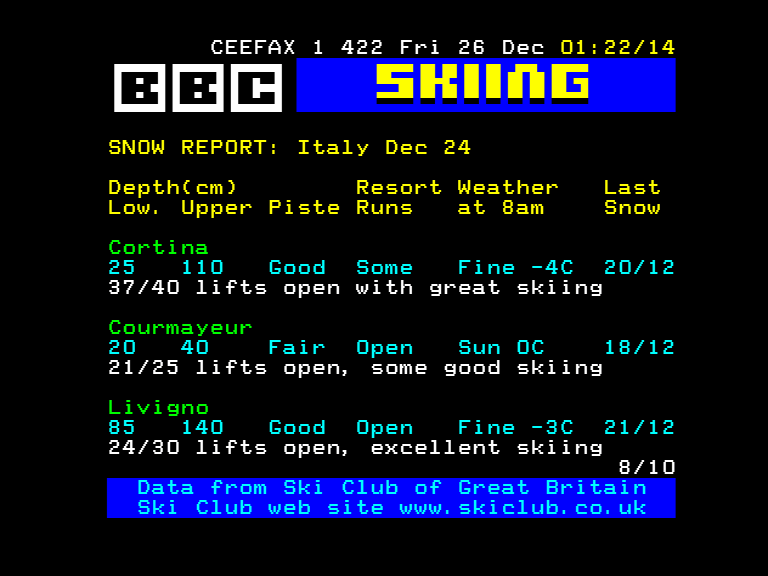 CEEFAX 1 422 Fri 26 Dec 01:22/14
BBC SKIING
SNOW REPORT: Italy Dec 24
Depth(cm) Resort Weather Last
Low. Upper Piste Runs at 8am Snow
Cortina
25 110 Good Some Fine -4C 20/12
37/40 lifts open with great skiing
Courmayeur
20 40 Fair Open Sun 0C 18/12
21/25 lifts open, some good skiing
Livigno
85 140 Good Open Fine -3C 21/12
24/30 lifts open, excellent skiing
8/10
Data from Ski Club of Great Britain
Ski Club web site www.skiclub.co.uk